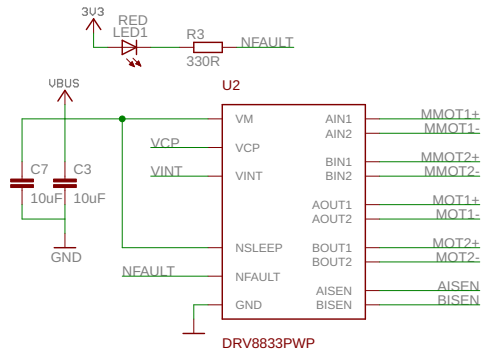 3V3
RED
LED1
R3
330R
NFAULT
VBUS
C7
10uF
C3
10uF
GND
U2
VM
VCP
VCP
VINT
VINT
NSLEEP
NFAULT
NFAULT
GND
AIN1
MMOT1+
AIN2
MMOT1-
BIN1
MMOT2+
BIN2
MMOT2-
AOUT1
MOT1+
AOUT2
MOT1-
BOUT1
MOT2+
BOUT2
MOT2-
AISEN
AISEN
BISEN
BISEN
DRV8833PWP